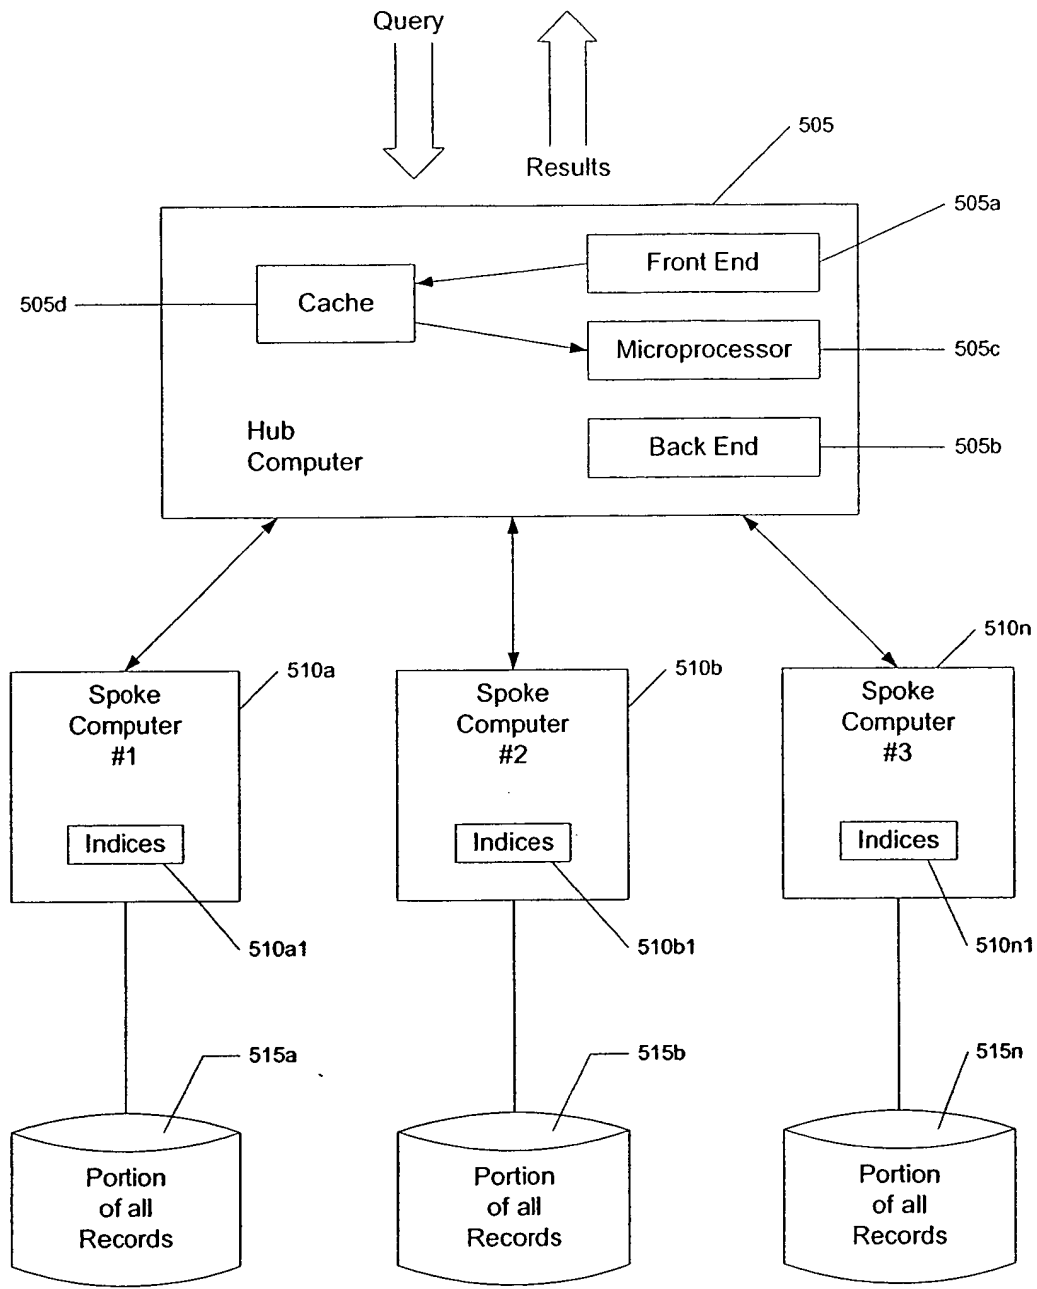 Query
Results
505
505a
Front End
505d
Cache
Microprocessor
505c
Hub
Computer
Back End
505b
510a
510b
510n
Spoke
Computer
#1
Spoke
Computer
#2
Spoke
Computer
#3
Indices
Indices
Indices
510a1
510b1
510n1
515a
515b
515n
Portion
of all
Records
Portion
of all
Records
Portion
of all
Records